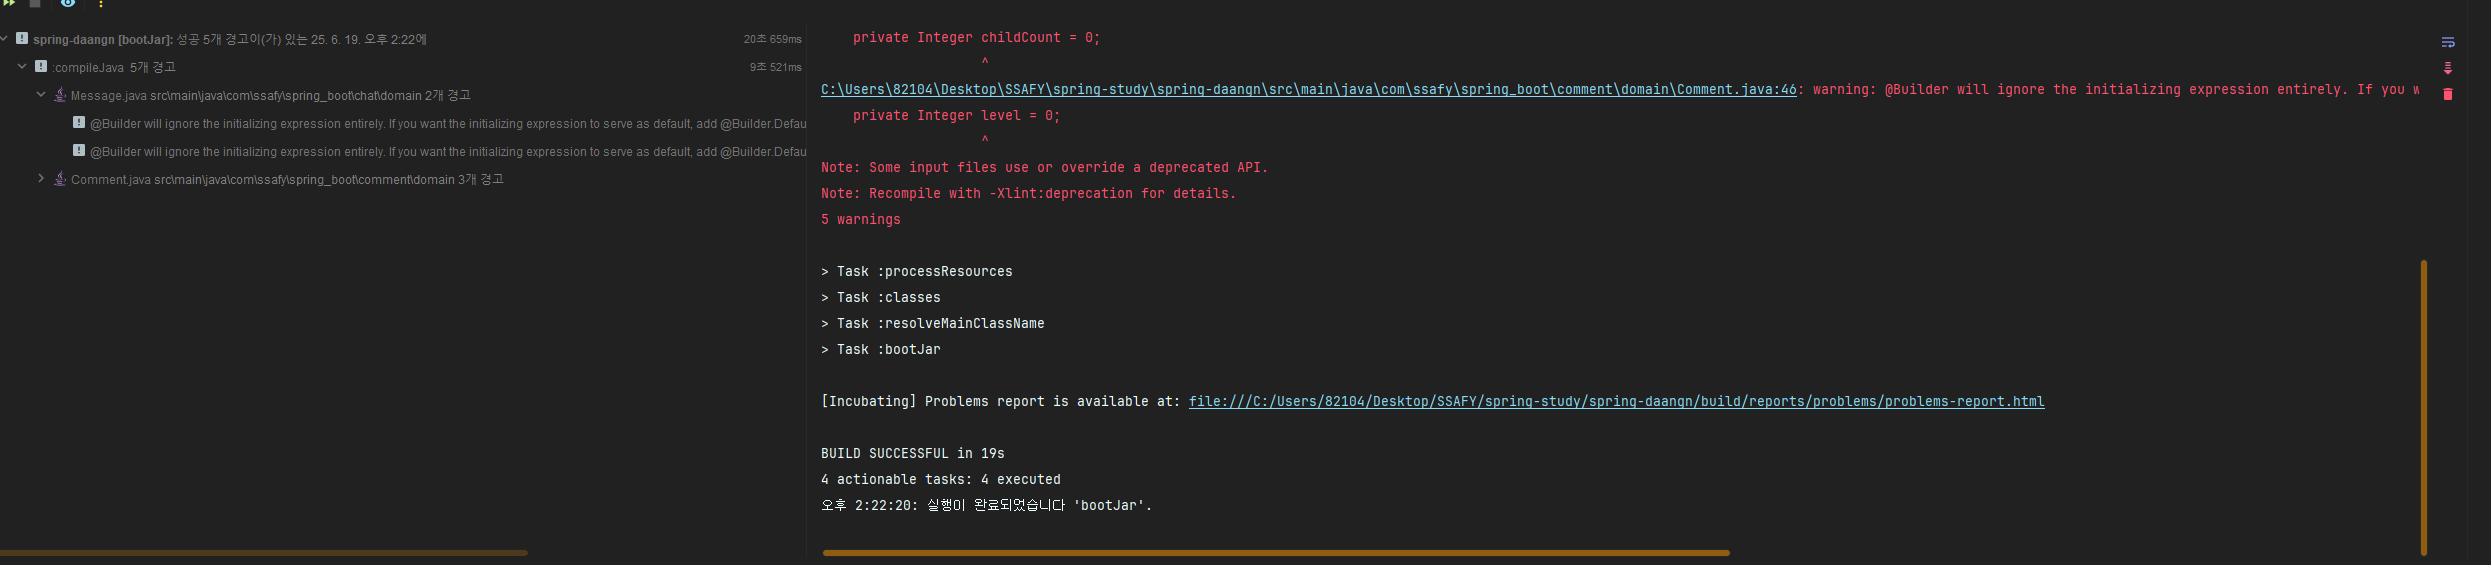 spring-daangn [bootJar]: 성공 5개 경고이(가) 있는 25. 6. 19. 오후 2:22에 20초 659ms
:compileJava 5개 경고 9초 521ms
Message.java src\main\java\com\ssafy\spring_boot\chat\domain 2개 경고
@Builder will ignore the initializing expression entirely. If you want the initializing expression to serve as default, add @Builder.Defau
@Builder will ignore the initializing expression entirely. If you want the initializing expression to serve as default, add @Builder.Defau
Comment.java src\main\java\com\ssafy\spring_boot\comment\domain 3개 경고
private Integer childCount = 0;
^
C:\Users\82104\Desktop\SSAFY\spring-study\spring-daangn\src\main\java\com\ssafy\spring_boot\comment\domain\Comment.java:46: warning: @Builder will ignore the initializing expression entirely. If you w
private Integer level = 0;
^
Note: Some input files use or override a deprecated API.
Note: Recompile with -Xlint:deprecation for details.
5 warnings
> Task :processResources
> Task :classes
> Task :resolveMainClassName
> Task :bootJar
[Incubating] Problems report is available at: file:///C:/Users/82104/Desktop/SSAFY/spring-study/spring-daangn/build/reports/problems/problems-report.html
BUILD SUCCESSFUL in 19s
4 actionable tasks: 4 executed
오후 2:22:20: 실행이 완료되었습니다 'bootJar'.